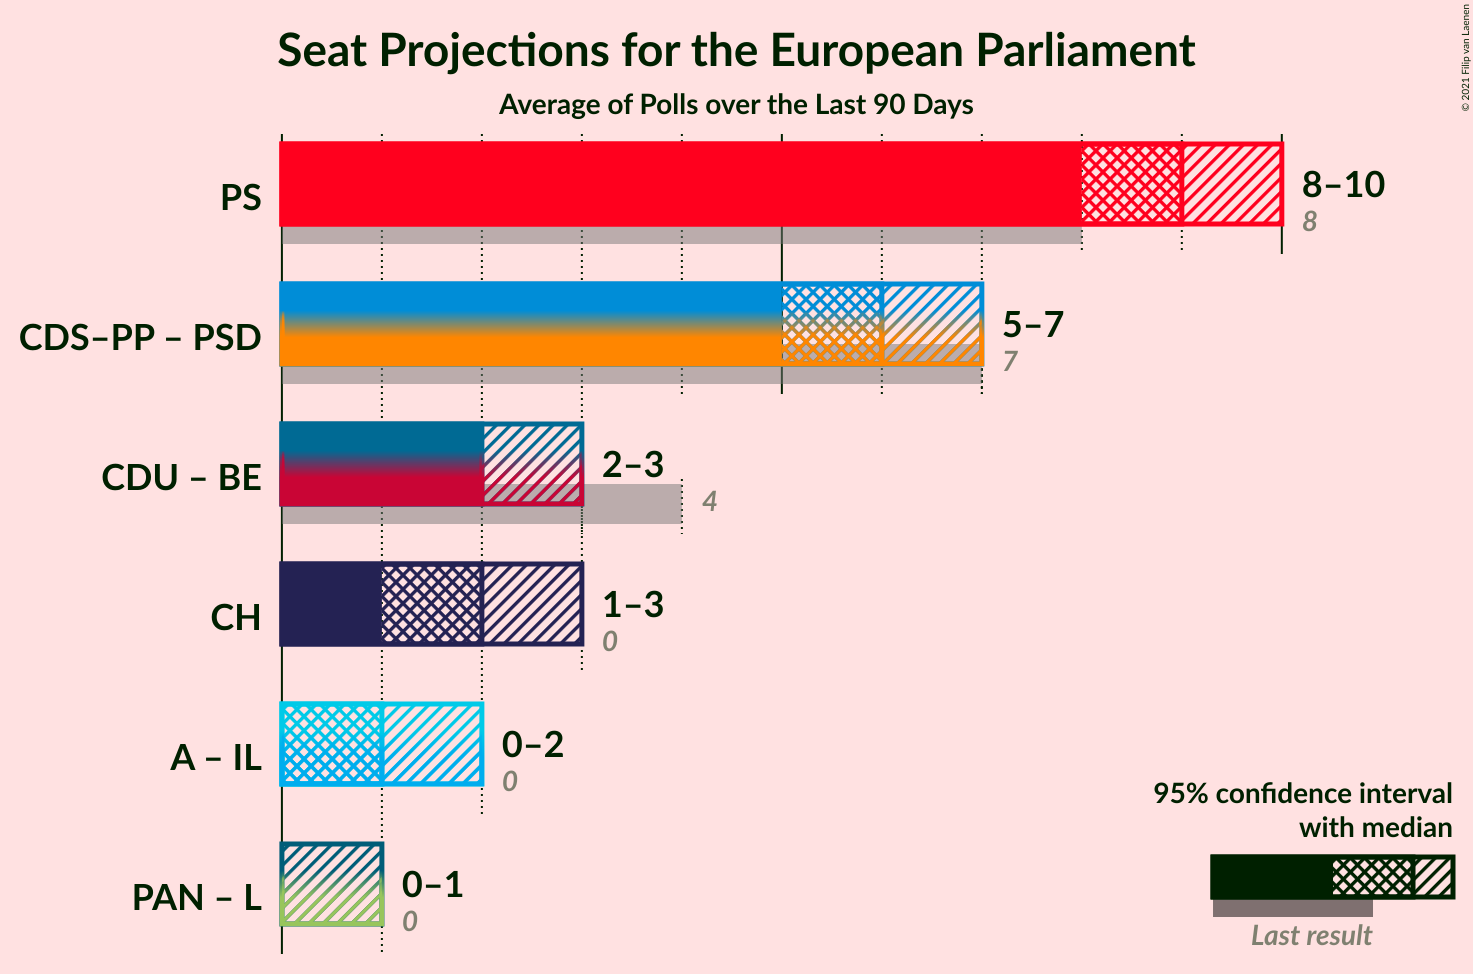 Seat Projections for the European Parliament
Average of Polls over the Last 90 Days
© 2021 Filip van Laenen
PS
8–10
8
CDS–PP – PSD
5–7
7
CDU – BE
2–3
4
CH
1–3
0
A – IL
0–2
0
PAN – L
0–1
0
95% confidence interval
with median
Last result